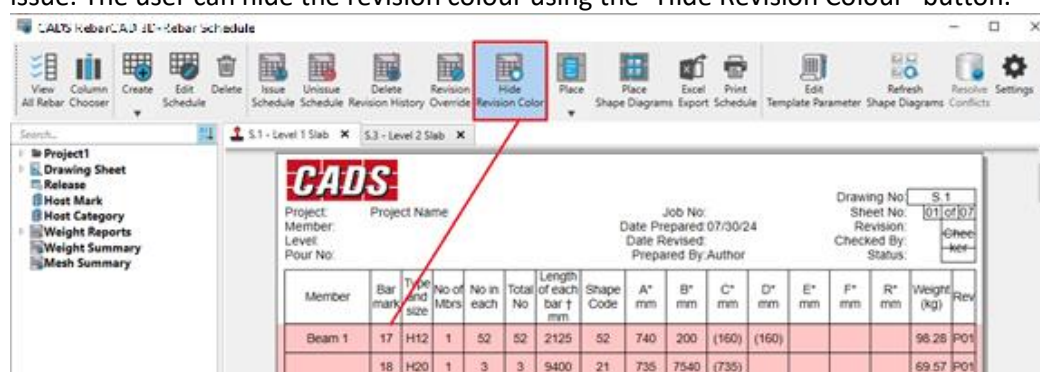 issue. The user can hide the revision colour using the "Hide Revision Colour" button.
CADS RebarCAD 3D - Rebar Schedule
View All Rebar
Column Chooser
Create
Edit Schedule
Delete
Issue Schedule
Unissue Schedule
Delete Revision History
Revision Override
Hide Revision Color
Place
Place Shape Diagrams
Excel Export
Print Schedule
Edit Template Parameter
Refresh Shape Diagrams
Resolve Conflicts
Settings
Search...
S.1 - Level 1 Slab
S.3 - Level 2 Slab
Project1
Drawing Sheet
Release
Host Mark
Host Category
Weight Reports
Weight Summary
Mesh Summary
CADS
Project: Project Name Job No: Drawing No: S.1
Member: Date Prepared: 07/30/24 Sheet No: 01 of 07
Level: Date Revised: Revision:
Pour No: Prepared By: Author Checked By: Checker
Status:
Member Bar mark Type and size No of Mbrs No in each Total No Length of each bar † mm Shape Code A* mm B* mm C* mm D* mm E* mm F* mm R* mm Weight (kg) Rev
Beam 1 17 H12 1 52 52 2125 52 740 200 (160) (160) 98.28 P01
18 H20 1 3 3 9400 21 735 7540 (735) 69.57 P01